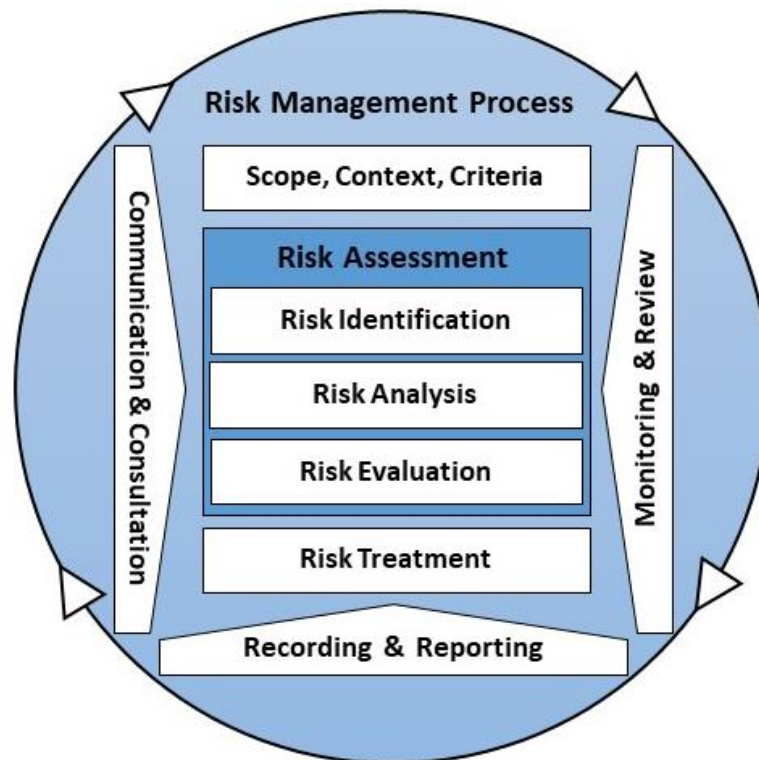 Risk Management Process
Scope, Context, Criteria
Risk Assessment
Risk Identification
Risk Analysis
Risk Evaluation
Risk Treatment
Communication & Consultation
Monitoring & Review
Recording & Reporting